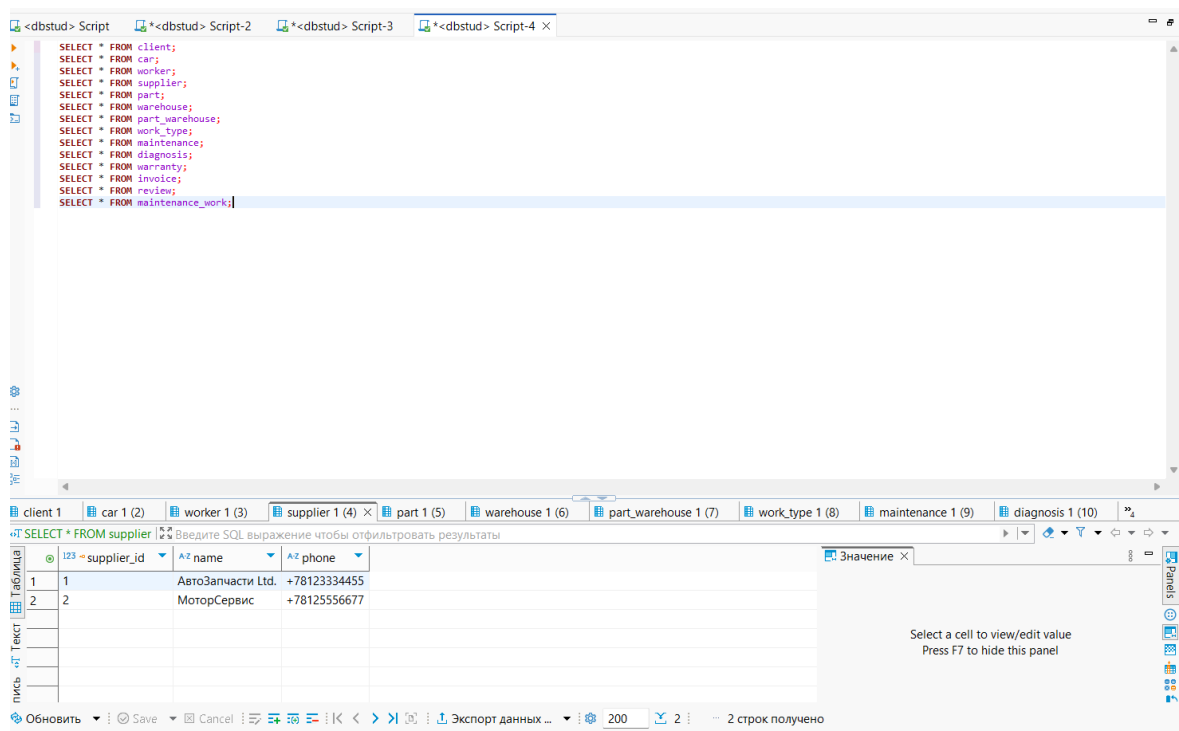 <dbstud> Script *<dbstud> Script-2 *<dbstud> Script-3 *<dbstud> Script-4
SELECT * FROM client;
SELECT * FROM car;
SELECT * FROM worker;
SELECT * FROM supplier;
SELECT * FROM part;
SELECT * FROM warehouse;
SELECT * FROM part_warehouse;
SELECT * FROM work_type;
SELECT * FROM maintenance;
SELECT * FROM diagnosis;
SELECT * FROM warranty;
SELECT * FROM invoice;
SELECT * FROM review;
SELECT * FROM maintenance_work;
client 1 car 1 (2) worker 1 (3) supplier 1 (4) part 1 (5) warehouse 1 (6) part_warehouse 1 (7) work_type 1 (8) maintenance 1 (9) diagnosis 1 (10) »4
SELECT * FROM supplier Введите SQL выражение чтобы отфильтровать результаты
Таблица
Текст
пись
123 supplier_id A-Z name A-Z phone
1 1 АвтоЗапчасти Ltd. +78123334455
2 2 МоторСервис +78125556677
Значение
Select a cell to view/edit value
Press F7 to hide this panel
Panels
Обновить Save Cancel Экспорт данных ... 200 2 2 строк получено